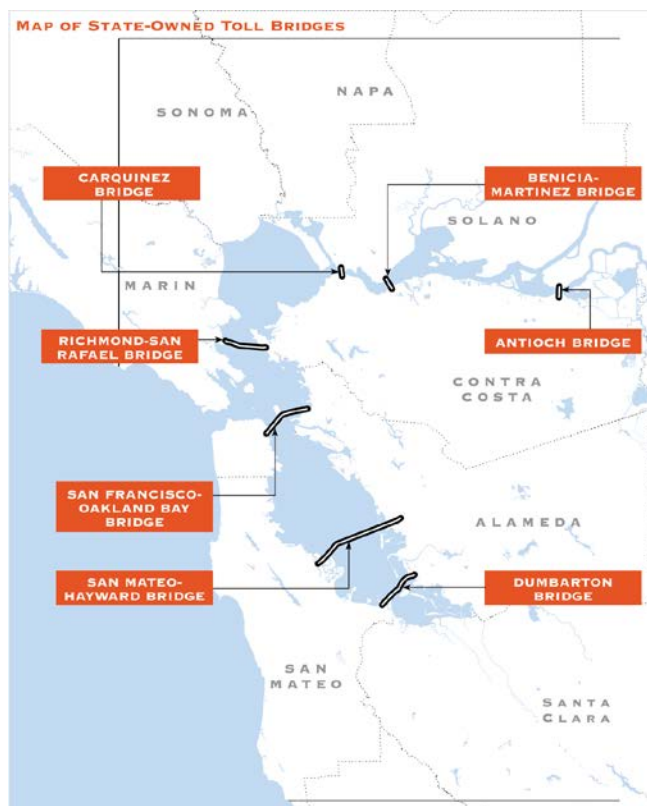 MAP OF STATE-OWNED TOLL BRIDGES
NAPA
SONOMA
CARQUINEZ
BRIDGE
BENICIA-
MARTINEZ BRIDGE
SOLANO
MARIN
RICHMOND-SAN
RAFAEL BRIDGE
ANTIOCH BRIDGE
CONTRA
COSTA
SAN FRANCISCO-
OAKLAND BAY
BRIDGE
ALAMEDA
SAN MATEO-
HAYWARD BRIDGE
DUMBARTON
BRIDGE
SAN
MATEO
SANTA
CLARA